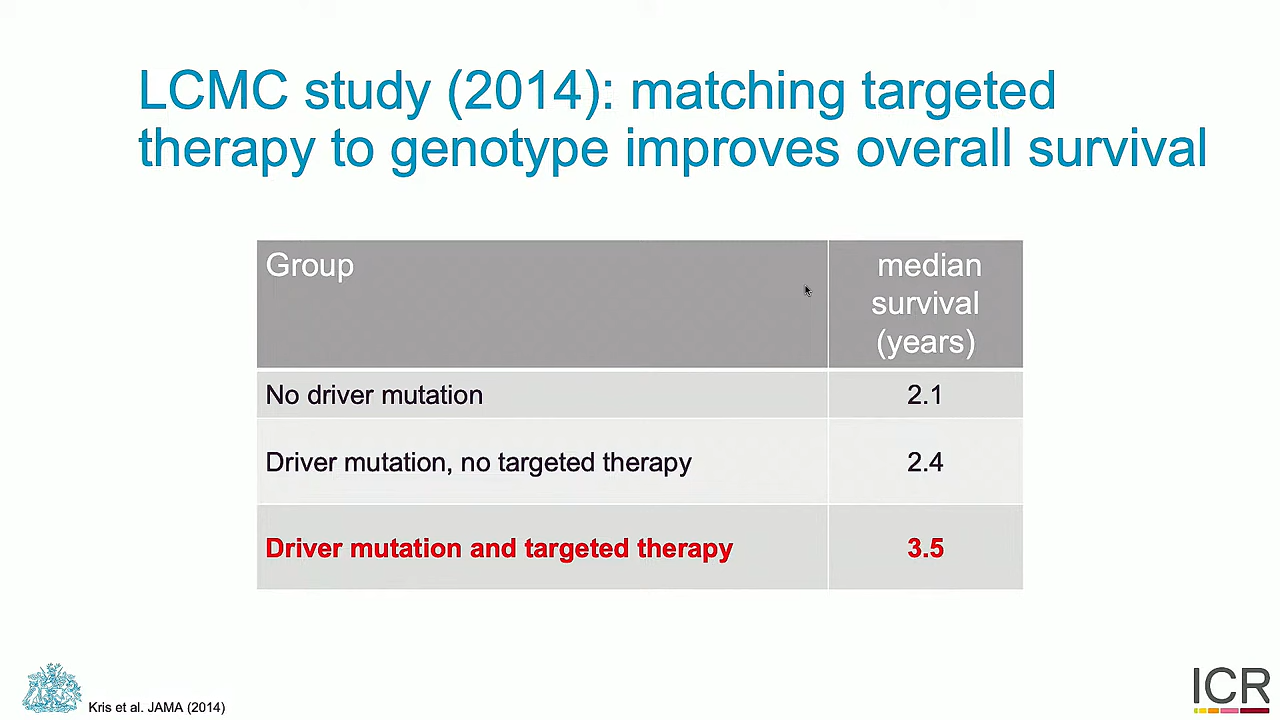 LCMC study (2014): matching targeted
therapy to genotype improves overall survival
Group
median
survival
(years)
No driver mutation
2.1
Driver mutation, no targeted therapy
2.4
Driver mutation and targeted therapy
3.5
Kris et al. JAMA (2014)
ICR